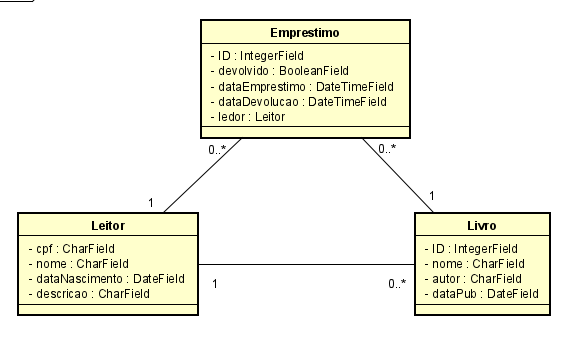 Emprestimo
- ID : IntegerField
- devolvido : BooleanField
- dataEmprestimo : DateTimeField
- dataDevolucao : DateTimeField
- ledor : Leitor
0..*
0..*
1
1
Leitor
- cpf : CharField
- nome : CharField
- dataNascimento : DateField
- descricao : CharField
1
0..*
Livro
- ID : IntegerField
- nome : CharField
- autor : CharField
- dataPub : DateField